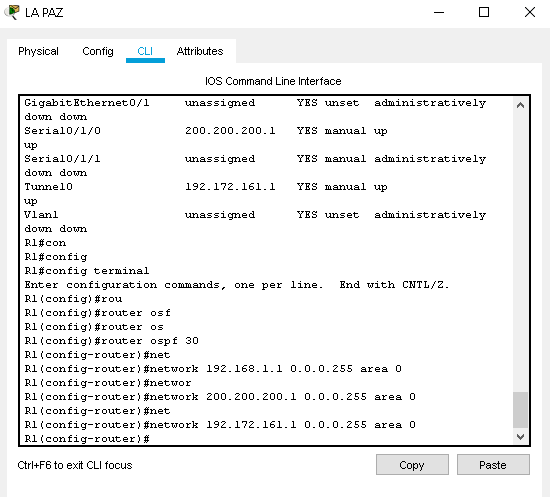 LA PAZ
Physical Config CLI Attributes
IOS Command Line Interface
GigabitEthernet0/1 unassigned YES unset administratively
down down
Serial0/1/0 200.200.200.1 YES manual up
up
Serial0/1/1 unassigned YES manual administratively
down down
Tunnel0 192.172.161.1 YES manual up
up
Vlan1 unassigned YES unset administratively
down down
R1#con
R1#config
R1#config terminal
Enter configuration commands, one per line. End with CNTL/Z.
R1(config)#rou
R1(config)#router osf
R1(config)#router os
R1(config)#router ospf 30
R1(config-router)#net
R1(config-router)#network 192.168.1.1 0.0.0.255 area 0
R1(config-router)#networ
R1(config-router)#network 200.200.200.1 0.0.0.255 area 0
R1(config-router)#net
R1(config-router)#network 192.172.161.1 0.0.0.255 area 0
R1(config-router)#
Ctrl+F6 to exit CLI focus Copy Paste